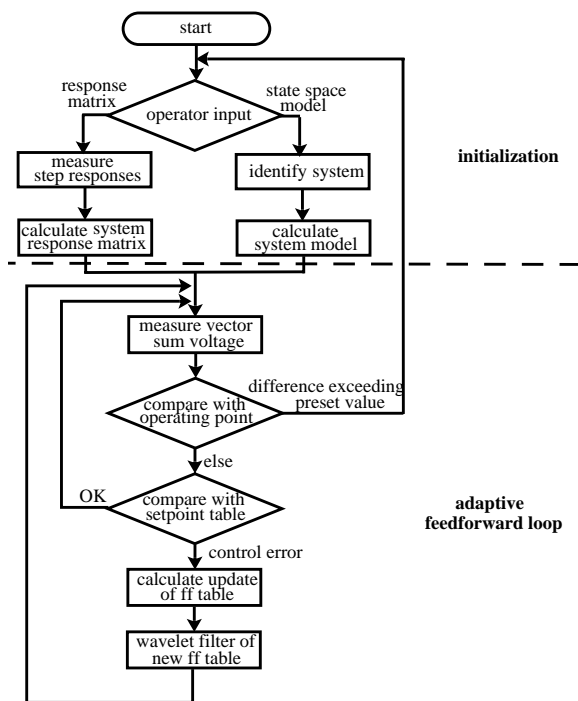 start
response
matrix
state space
model
operator input
initialization
measure
step responses
identify system
calculate system
response matrix
calculate
system model
measure vector
sum voltage
difference exceeding
preset value
compare with
operating point
else
OK
compare with
setpoint table
adaptive
feedforward loop
control error
calculate update
of ff table
wavelet filter of
new ff table